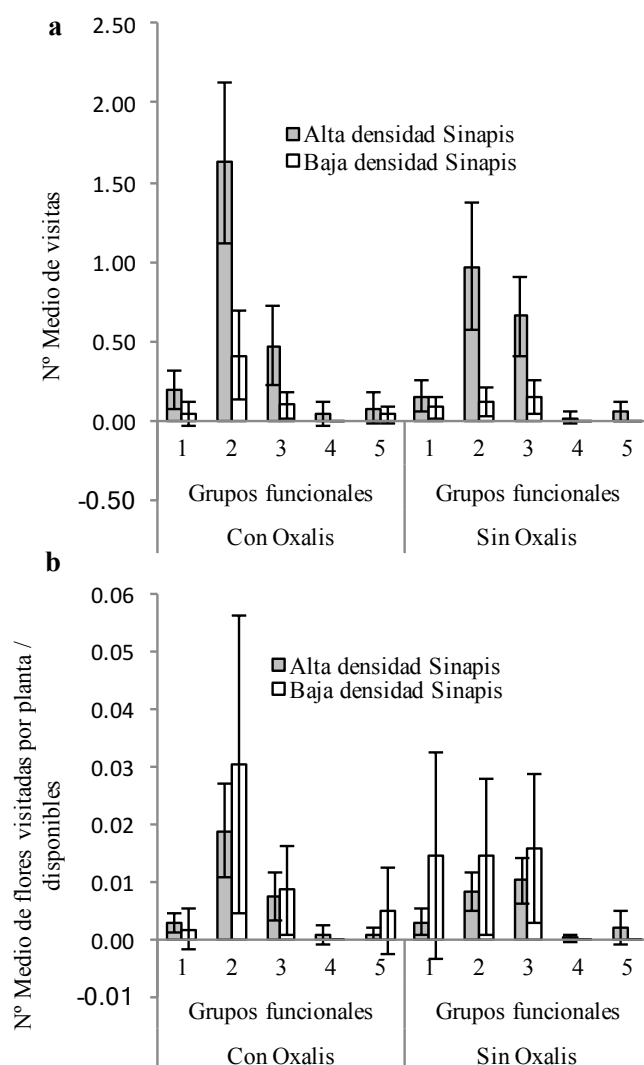 a
2.50
2.00
1.50
1.00
0.50
0.00
-0.50
Nº Medio de visitas
Alta densidad Sinapis
Baja densidad Sinapis
1 2 3 4 5 1 2 3 4 5
Grupos funcionales Grupos funcionales
Con Oxalis Sin Oxalis
b
0.06
0.05
0.04
0.03
0.02
0.01
0.00
-0.01
Nº Medio de flores visitadas por planta /
disponibles
Alta densidad Sinapis
Baja densidad Sinapis
1 2 3 4 5 1 2 3 4 5
Grupos funcionales Grupos funcionales
Con Oxalis Sin Oxalis